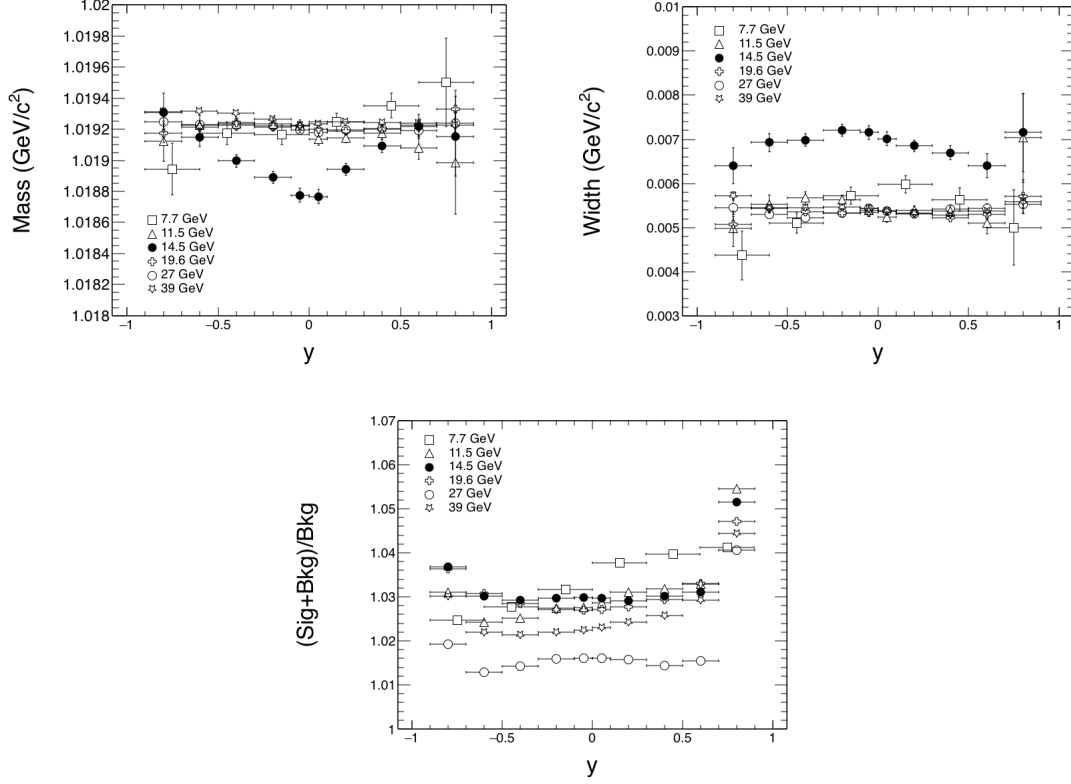 1.02
1.0198
1.0196
1.0194
1.0192
1.019
1.0188
1.0186
1.0184
1.0182
1.018
Mass (GeV/c²)
7.7 GeV
11.5 GeV
14.5 GeV
19.6 GeV
27 GeV
39 GeV
−1 −0.5 0 0.5 1
y
0.01
0.009
0.008
0.007
0.006
0.005
0.004
0.003
Width (GeV/c²)
7.7 GeV
11.5 GeV
14.5 GeV
19.6 GeV
27 GeV
39 GeV
−1 −0.5 0 0.5 1
y
1.07
1.06
1.05
1.04
1.03
1.02
1.01
1
(Sig+Bkg)/Bkg
7.7 GeV
11.5 GeV
14.5 GeV
19.6 GeV
27 GeV
39 GeV
−1 −0.5 0 0.5 1
y